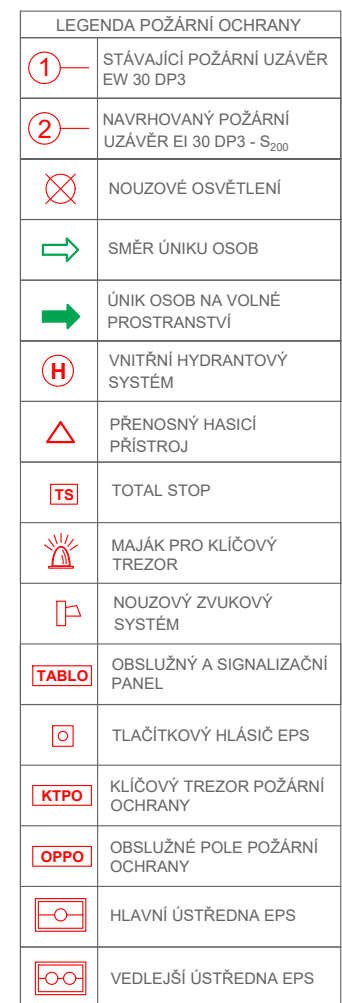 LEGENDA POŽÁRNÍ OCHRANY
1
STÁVAJÍCÍ POŽÁRNÍ UZÁVĚR
EW 30 DP3
2
NAVRHOVANÝ POŽÁRNÍ
UZÁVĚR EI 30 DP3 - S200
NOUZOVÉ OSVĚTLENÍ
SMĚR ÚNIKU OSOB
ÚNIK OSOB NA VOLNÉ
PROSTRANSTVÍ
H
VNITŘNÍ HYDRANTOVÝ
SYSTÉM
PŘENOSNÝ HASICÍ
PŘÍSTROJ
TS
TOTAL STOP
MAJÁK PRO KLÍČOVÝ
TREZOR
NOUZOVÝ ZVUKOVÝ
SYSTÉM
TABLO
OBSLUŽNÝ A SIGNALIZAČNÍ
PANEL
TLAČÍTKOVÝ HLÁSIČ EPS
KTPO
KLÍČOVÝ TREZOR POŽÁRNÍ
OCHRANY
OPPO
OBSLUŽNÉ POLE POŽÁRNÍ
OCHRANY
HLAVNÍ ÚSTŘEDNA EPS
VEDLEJŠÍ ÚSTŘEDNA EPS